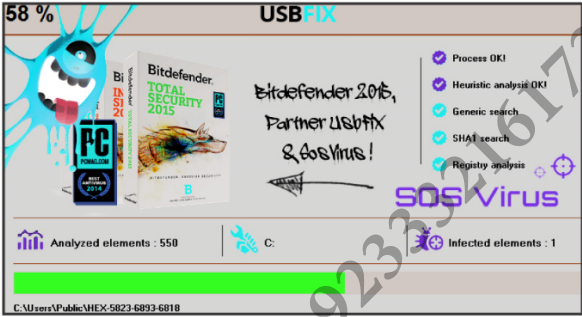 58 %
USBFIX
Bitdefender
TOTAL
SECURITY
2015
PC
PCMAG.COM
BEST
ANTIVIRUS
2014
B
Bitdefender 2015,
Partner UsbFix
& SosVirus !
Process OK!
Heuristic analysis OK!
Generic search
SHA1 search
Registry analysis
SOS Virus
Analyzed elements : 550
C:
Infected elements : 1
C:\Users\Public\HEX-5823-6893-6818